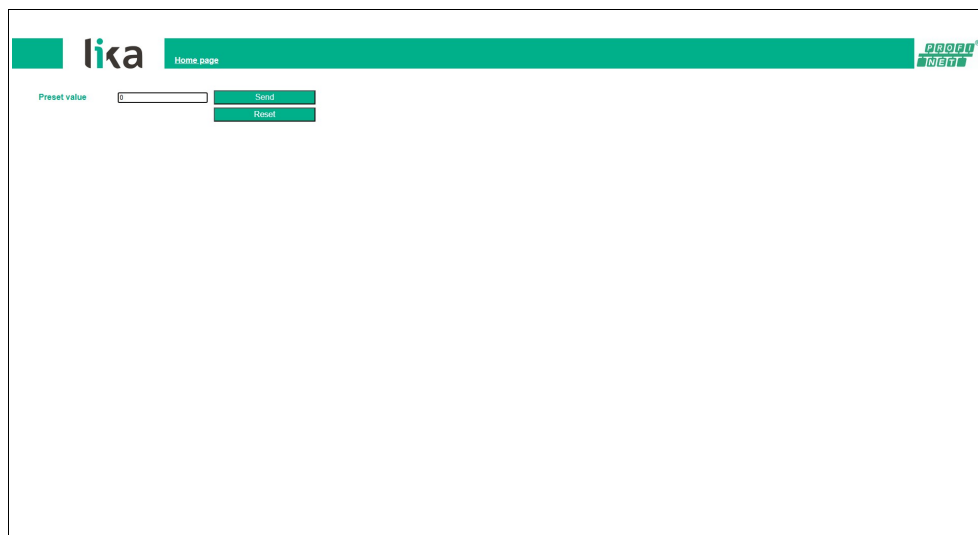 lika
Home page
PROFI®
NET
Preset value 0 Send
Reset